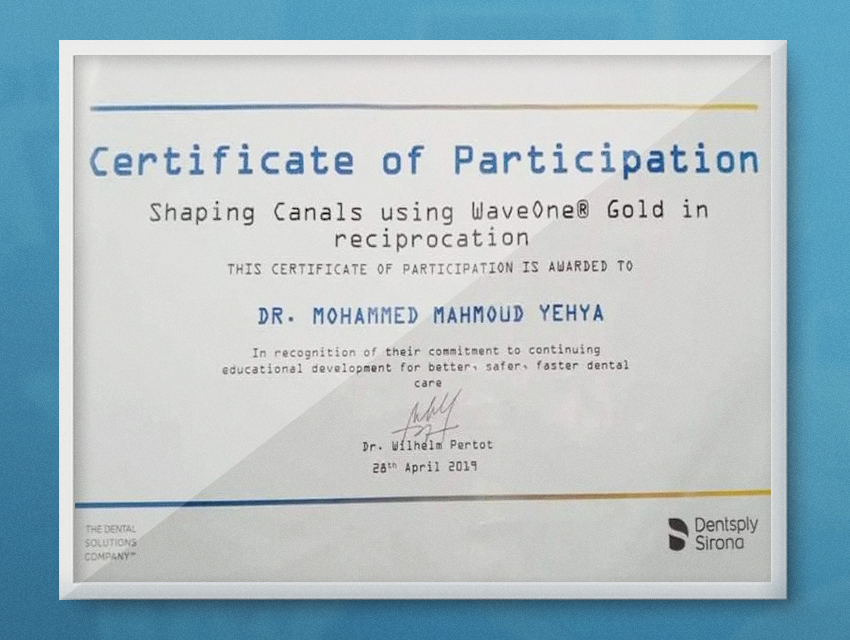 Certificate of Participation
Shaping Canals using WaveOne® Gold in
reciprocation
THIS CERTIFICATE OF PARTICIPATION IS AWARDED TO
DR. MOHAMMED MAHMOUD YEHYA
In recognition of their commitment to continuing
educational development for better, safer, faster dental
care
Dr. Wilhelm Pertot
28th April 2019
THE DENTAL
SOLUTIONS
COMPANY™
Dentsply
Sirona